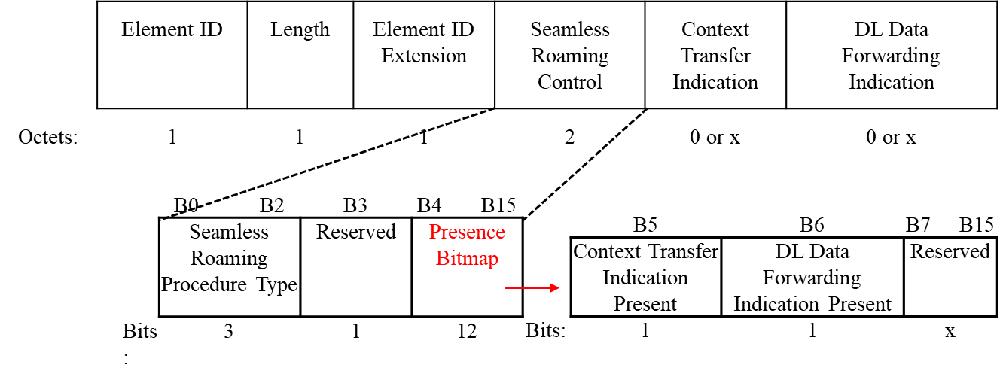 Element ID Length Element ID Seamless Context DL Data
Extension Roaming Transfer Forwarding
Control Indication Indication
Octets: 1 1 1 2 0 or x 0 or x
B0 B2 B3 B4 B15
B5 B6 B7 B15
Seamless Reserved Presence
Roaming Bitmap
Procedure Type
Context Transfer DL Data Reserved
Indication Forwarding
Present Indication Present
Bits 3 1 12 Bits: 1 1 x
: